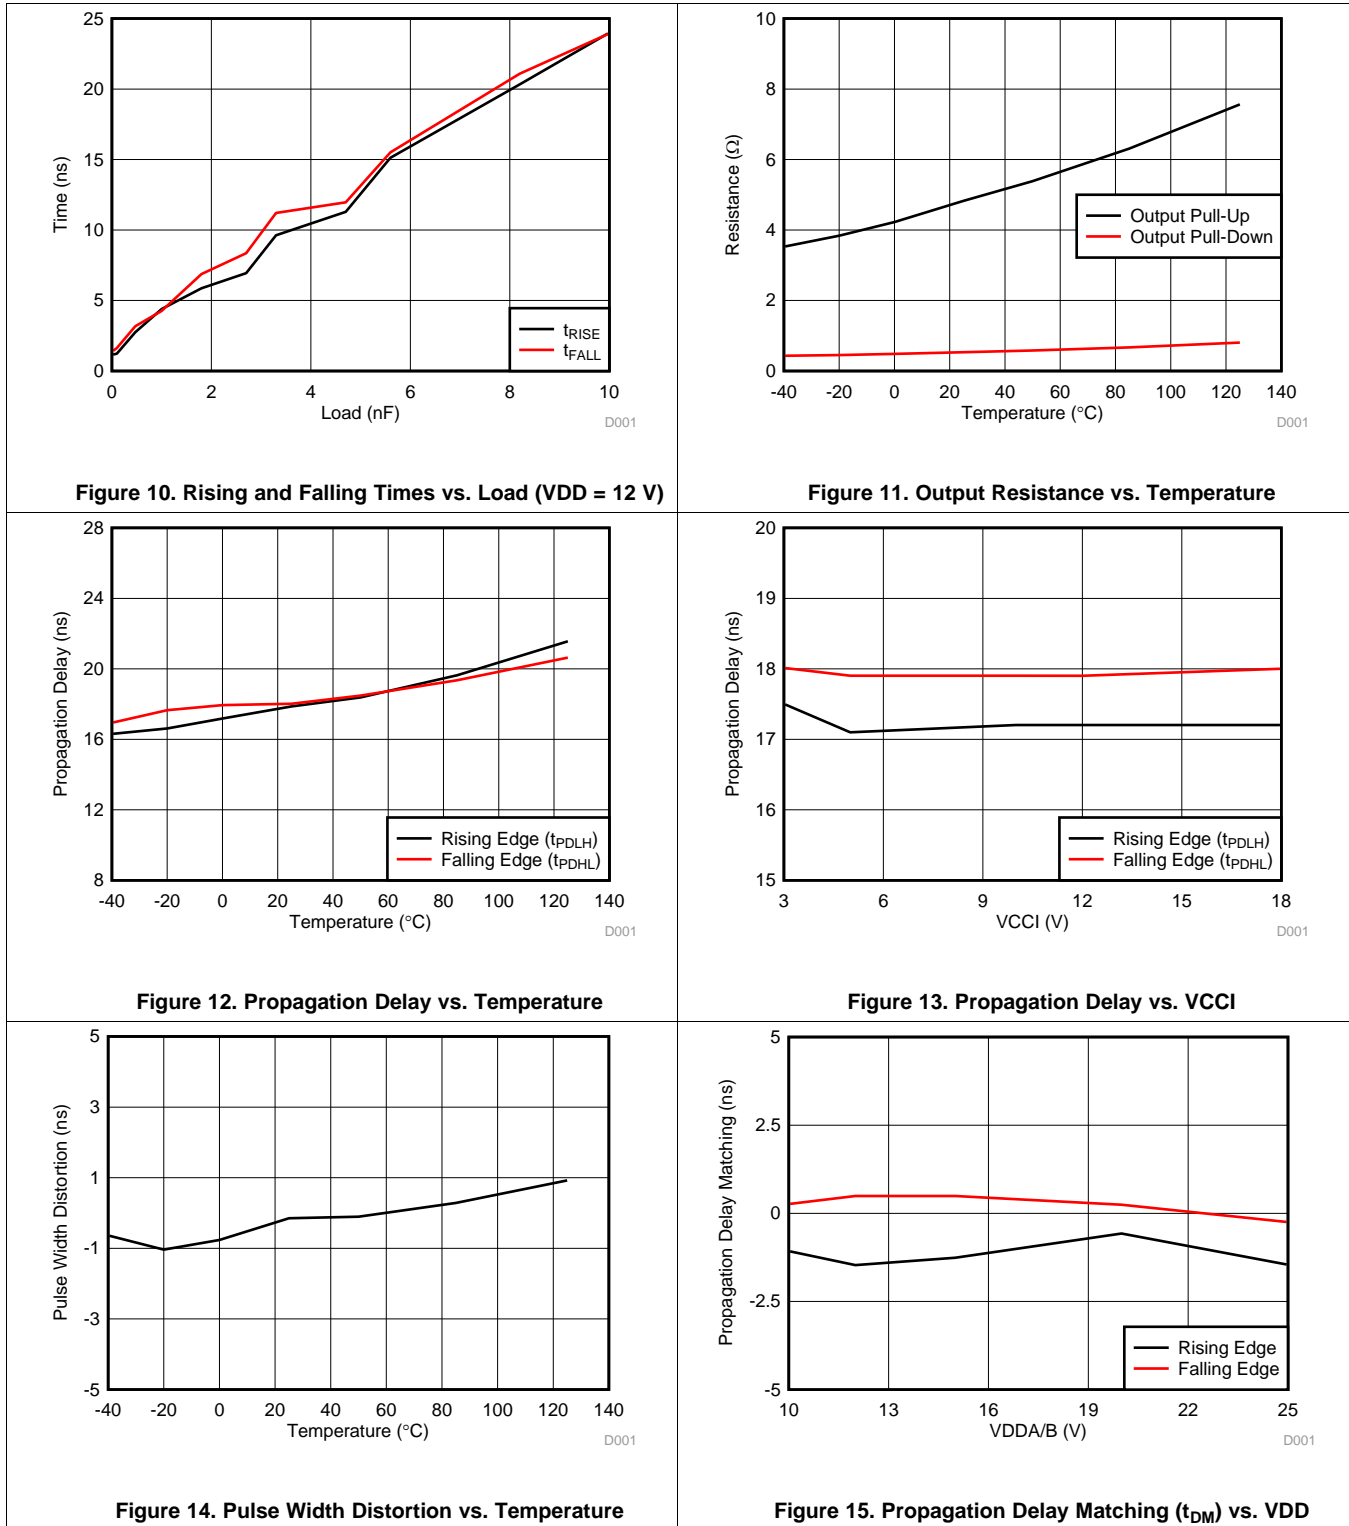 25
20
15
10
5
0
Time (ns)
0 2 4 6 8 10
Load (nF)
tRISE
tFALL
D001
Figure 10. Rising and Falling Times vs. Load (VDD = 12 V)
10
8
6
4
2
0
Resistance (Ω)
-40 -20 0 20 40 60 80 100 120 140
Temperature (°C)
Output Pull-Up
Output Pull-Down
D001
Figure 11. Output Resistance vs. Temperature
28
24
20
16
12
8
Propagation Delay (ns)
-40 -20 0 20 40 60 80 100 120 140
Temperature (°C)
Rising Edge (tPDLH)
Falling Edge (tPDHL)
D001
Figure 12. Propagation Delay vs. Temperature
20
19
18
17
16
15
Propagation Delay (ns)
3 6 9 12 15 18
VCCI (V)
Rising Edge (tPDLH)
Falling Edge (tPDHL)
D001
Figure 13. Propagation Delay vs. VCCI
5
3
1
-1
-3
-5
Pulse Width Distortion (ns)
-40 -20 0 20 40 60 80 100 120 140
Temperature (°C)
D001
Figure 14. Pulse Width Distortion vs. Temperature
5
2.5
0
-2.5
-5
Propagation Delay Matching (ns)
10 13 16 19 22 25
VDDA/B (V)
Rising Edge
Falling Edge
D001
Figure 15. Propagation Delay Matching (tDM) vs. VDD